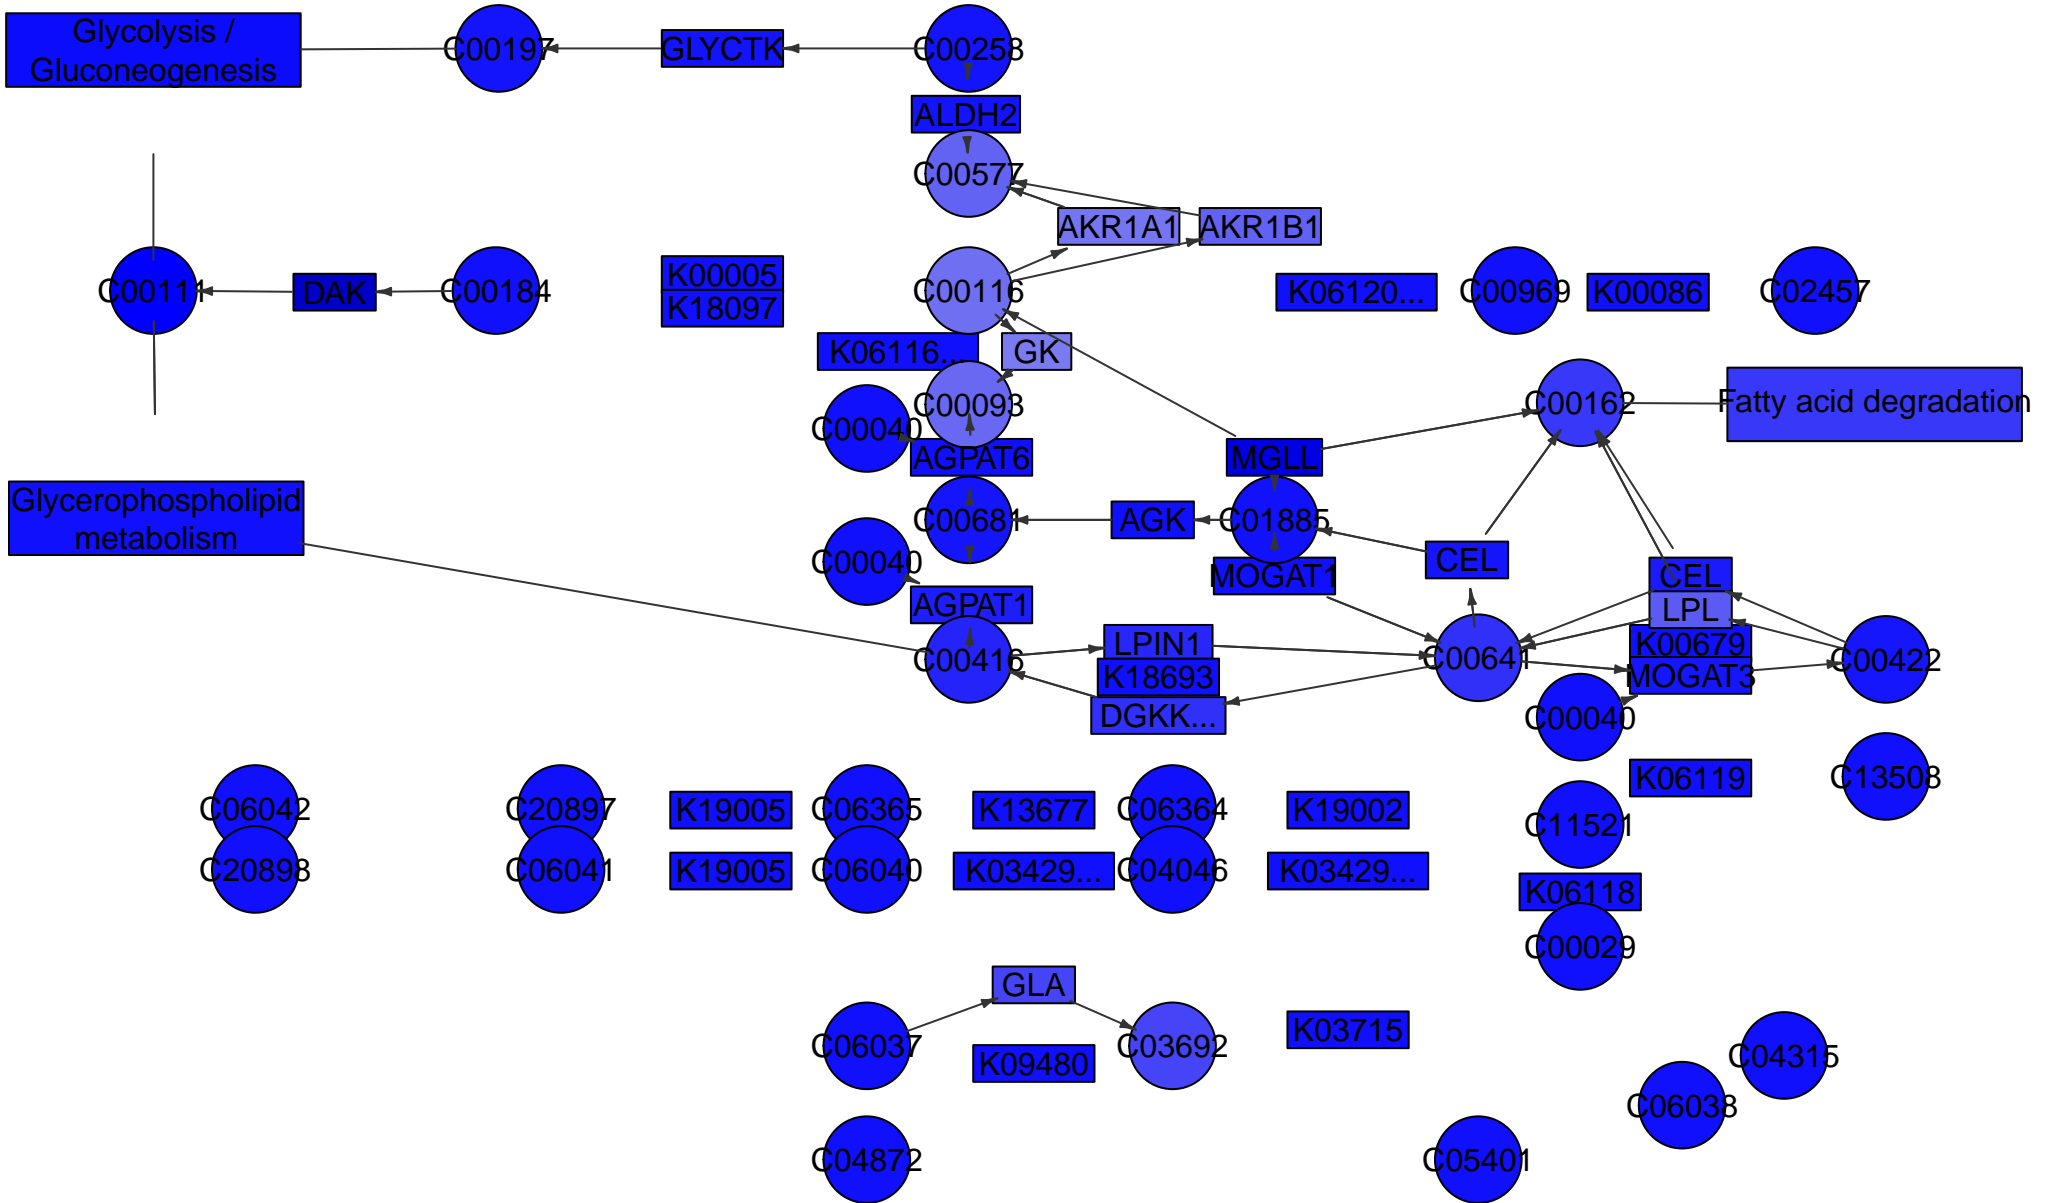 Glycolysis /
Gluconeogenesis
C00197
GLYCTK
C00258
ALDH2
C00577
AKR1A1
AKR1B1
C00111
DAK
C00184
K00005
K18097
C00116
K06120...
C00969
K00086
C02457
K06116...
GK
C00093
C00162
Fatty acid degradation
C00040
AGPAT6
MGLL
Glycerophospholipid
metabolism
C00681
AGK
C01885
C00040
MOGAT1
CEL
CEL
AGPAT1
LPL
C00416
LPIN1
K18693
DGKK...
C00641
K00679
MOGAT3
C00422
C00040
C06042
C20897
K19005
C06365
K13677
C06364
K19002
C11521
K06119
C13508
C20898
C06041
K19005
C06040
K03429...
C04046
K03429...
K06118
C00029
GLA
C06037
K09480
C03692
K03715
C04315
C06038
C04872
C05401